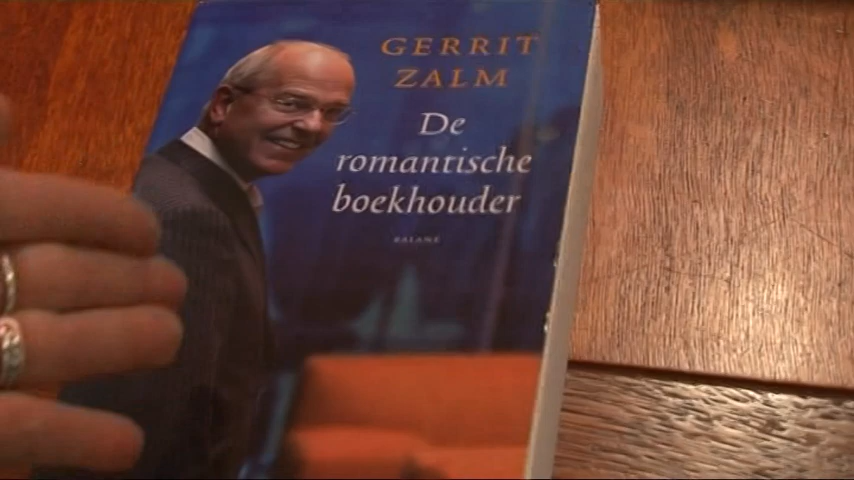 GERRIT
ZALM
De
romantische
boekhouder
BALANS